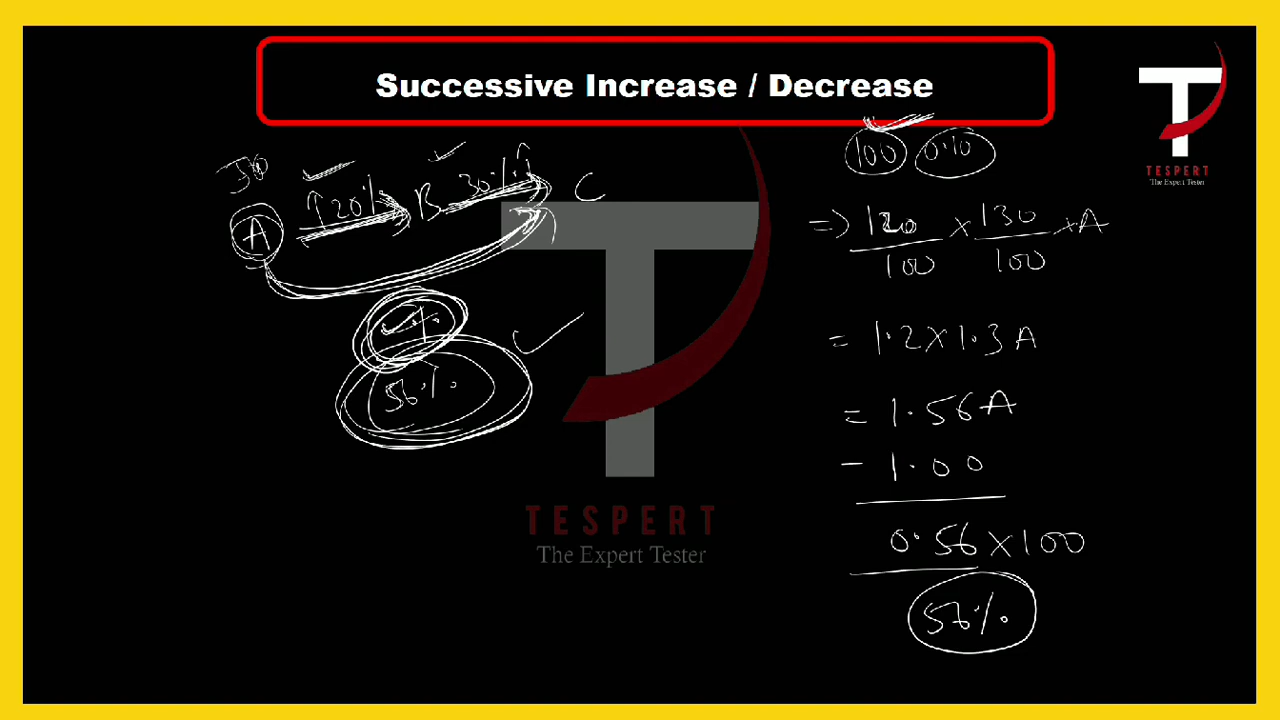 Successive Increase / Decrease
TESPERT
The Expert Tester
100 0.10
A ↑20% B 30%↑ C
%
56%
=> 120/100 × 130/100 × A
= 1.2 × 1.3 A
= 1.56 A
- 1.00
0.56 × 100
56%
TESPERT
The Expert Tester